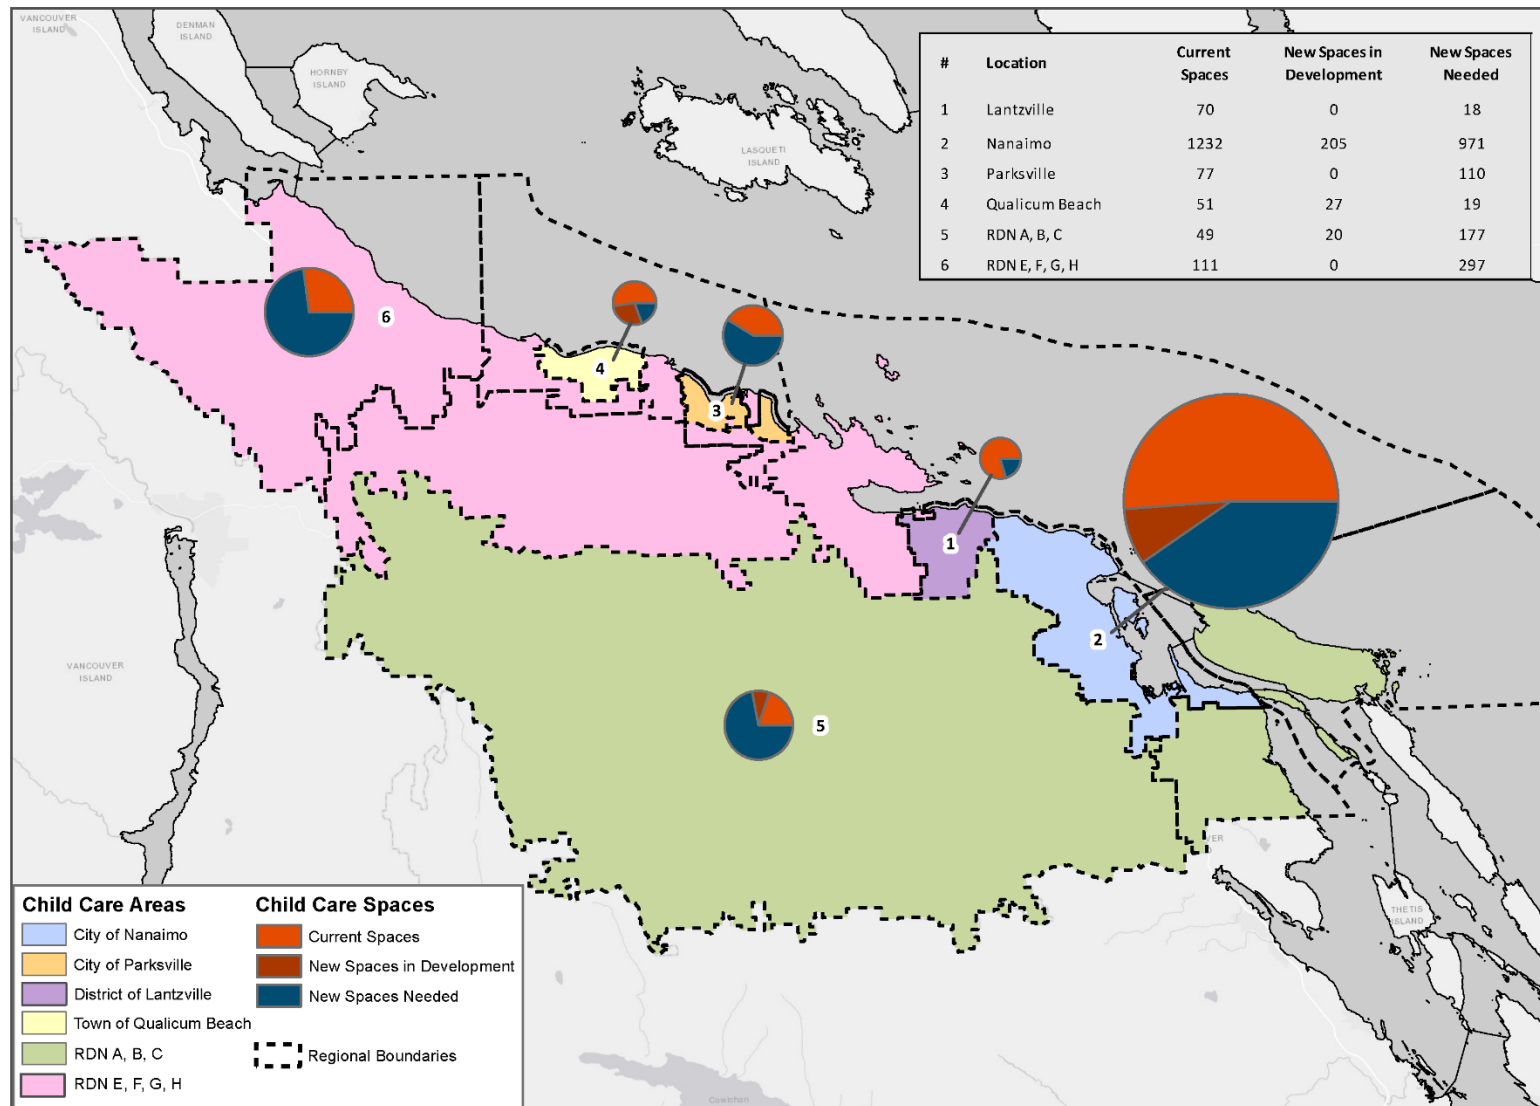 VANCOUVER
ISLAND
DENMAN
ISLAND
HORNBY
ISLAND
LASQUETI
ISLAND
# Location Current Spaces New Spaces in Development New Spaces Needed
1 Lantzville 70 0 18
2 Nanaimo 1232 205 971
3 Parksville 77 0 110
4 Qualicum Beach 51 27 19
5 RDN A, B, C 49 20 177
6 RDN E, F, G, H 111 0 297
6
4
3
1
2
5
VANCOUVER
ISLAND
THETIS
ISLAND
Cowichan
Child Care Areas
City of Nanaimo
City of Parksville
District of Lantzville
Town of Qualicum Beach
RDN A, B, C
RDN E, F, G, H
Child Care Spaces
Current Spaces
New Spaces in Development
New Spaces Needed
Regional Boundaries